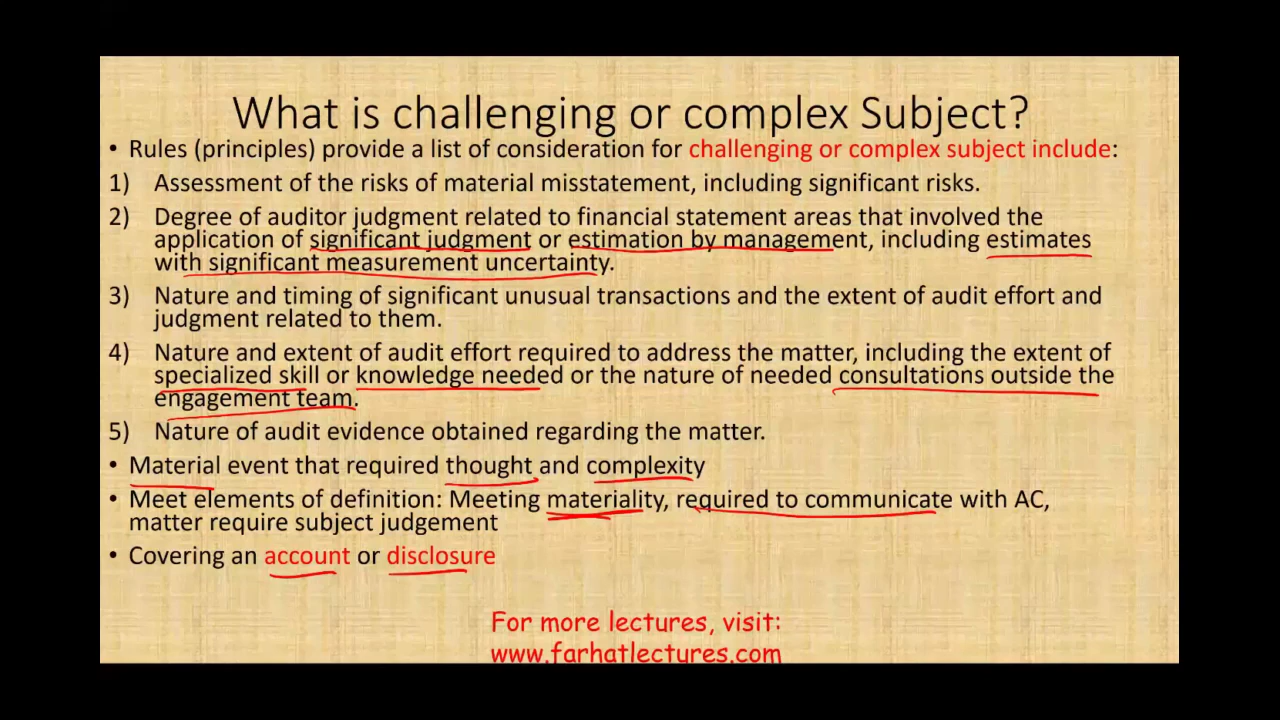 What is challenging or complex Subject?
• Rules (principles) provide a list of consideration for challenging or complex subject include:
1) Assessment of the risks of material misstatement, including significant risks.
2) Degree of auditor judgment related to financial statement areas that involved the
application of significant judgment or estimation by management, including estimates
with significant measurement uncertainty.
3) Nature and timing of significant unusual transactions and the extent of audit effort and
judgment related to them.
4) Nature and extent of audit effort required to address the matter, including the extent of
specialized skill or knowledge needed or the nature of needed consultations outside the
engagement team.
5) Nature of audit evidence obtained regarding the matter.
• Material event that required thought and complexity
• Meet elements of definition: Meeting materiality, required to communicate with AC,
matter require subject judgement
• Covering an account or disclosure
For more lectures, visit:
www.farhatlectures.com